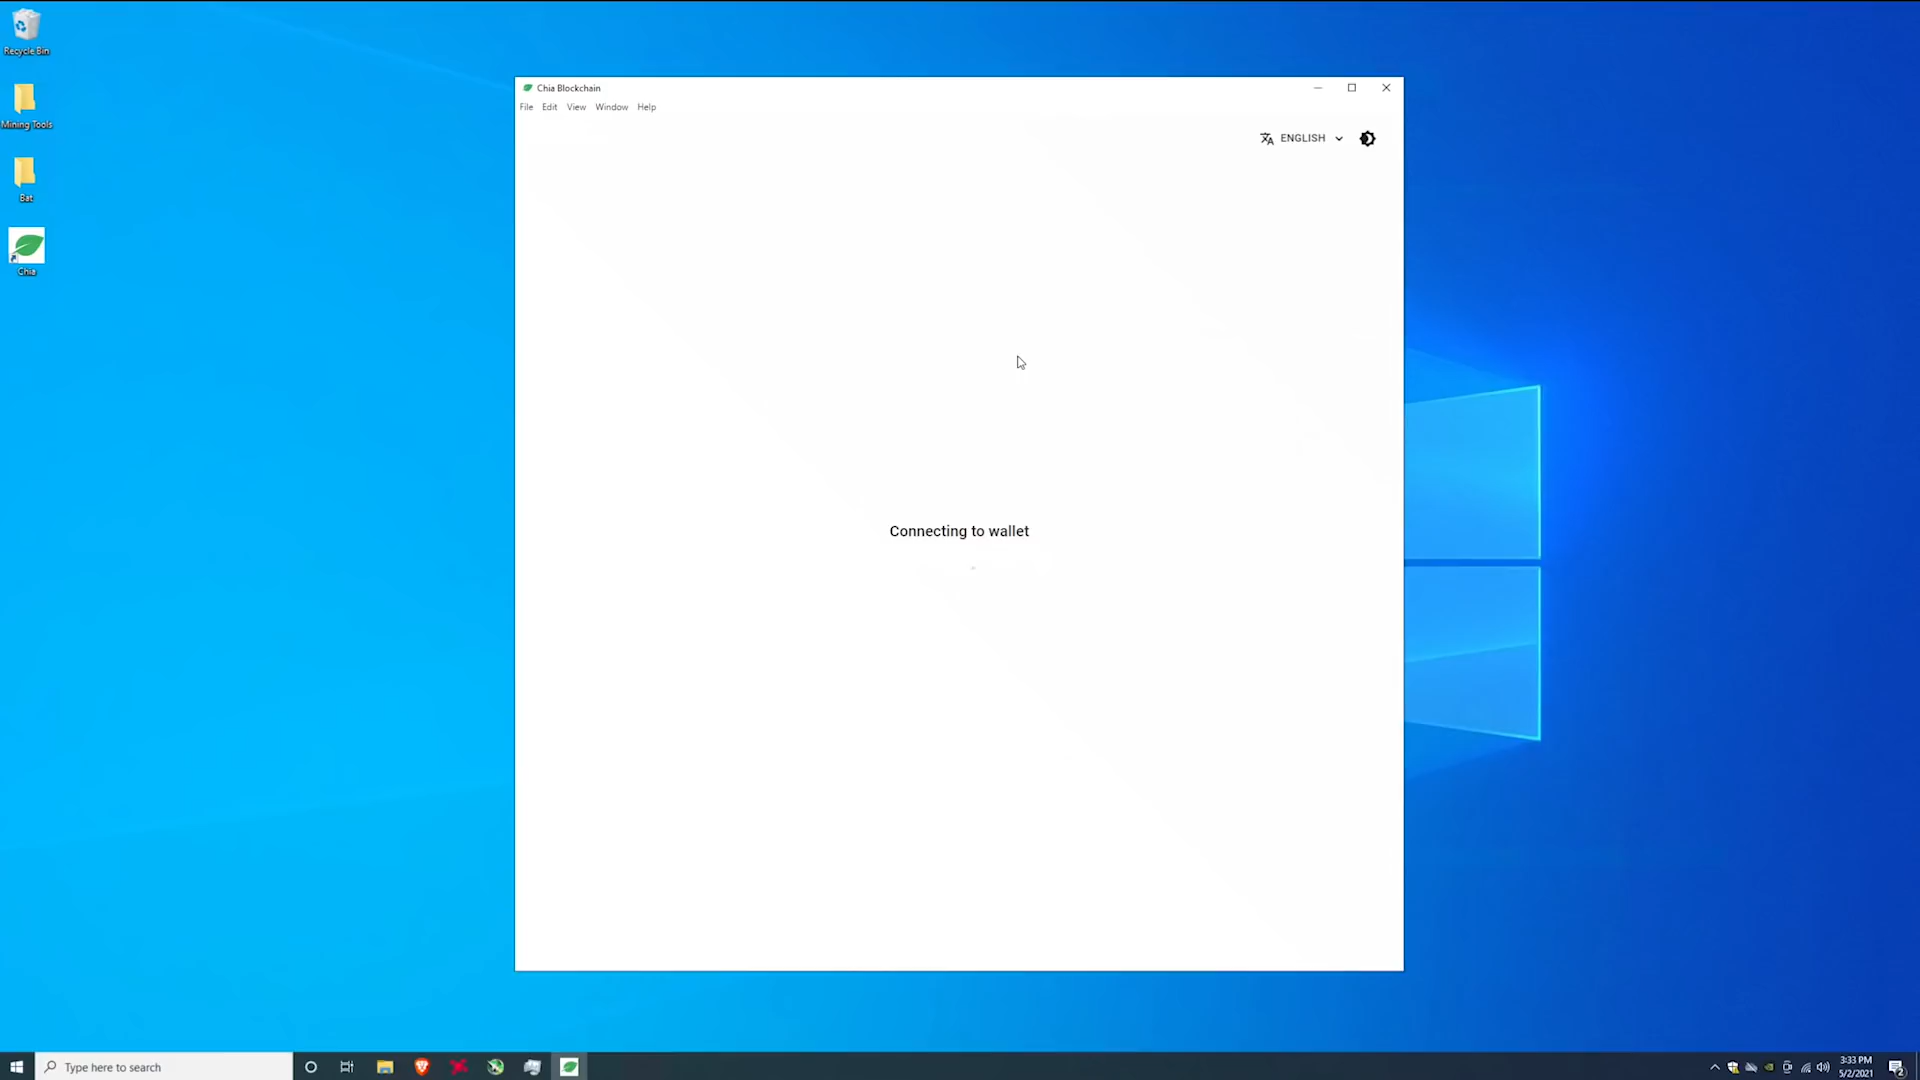 Recycle Bin
Mining Tools
Bat
Chia
Chia Blockchain
File Edit View Window Help
ENGLISH
Connecting to wallet
Type here to search
3:33 PM
5/2/2021
2